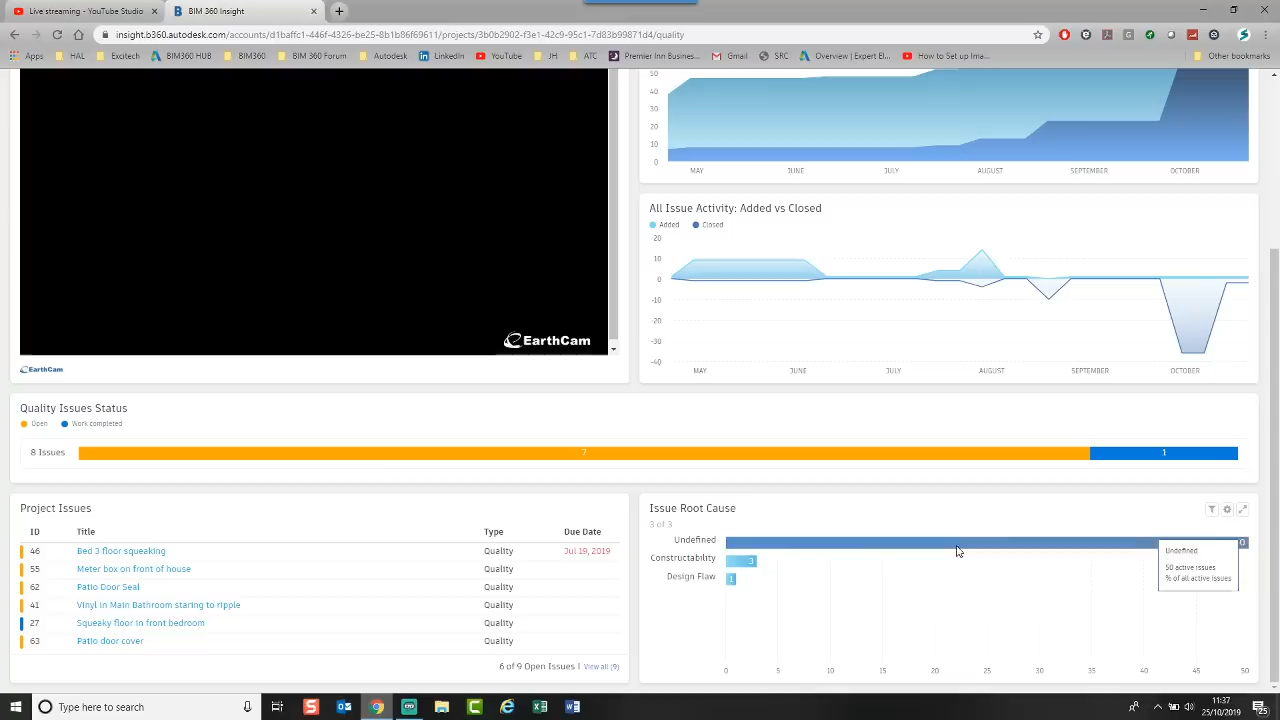 Live streaming - YouTube Studio
BIM 360 Insight
insight.b360.autodesk.com/accounts/d1baffc1-446f-4326-be25-8b1b86f69611/projects/3b0b2902-f3e1-42c9-95c1-7d83b99871d4/quality
Apps HAL Excitech BIM360 HUB BIM360 BIM 360 Forum Autodesk LinkedIn YouTube JH ATC Premier Inn Busines... Gmail SRC Overview | Expert El... How to Set up Ima... Other bookmarks
50
40
30
20
10
0
MAY JUNE JULY AUGUST SEPTEMBER OCTOBER
All Issue Activity: Added vs Closed
Added Closed
20
10
0
-10
-20
-30
-40
MAY JUNE JULY AUGUST SEPTEMBER OCTOBER
EarthCam
EarthCam
Quality Issues Status
Open Work completed
8 Issues 7 1
Project Issues
ID Title Type Due Date
46 Bed 3 floor squeaking Quality Jul 19, 2019
55 Meter box on front of house Quality
62 Patio Door Seal Quality
41 Vinyl in Main Bathroom staring to ripple Quality
27 Squeaky floor in front bedroom Quality
63 Patio door cover Quality
6 of 9 Open Issues | View all (9)
Issue Root Cause
3 of 3
Undefined
Constructability 3
Design Flaw 1
Undefined
50 active issues
% of all active issues
0 5 10 15 20 25 30 35 40 45 50
Type here to search
11:37
25/10/2019